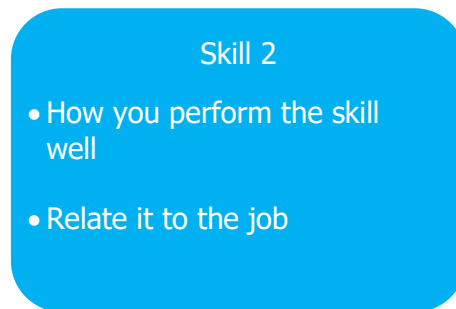 Skill 2
• How you perform the skill
well
• Relate it to the job